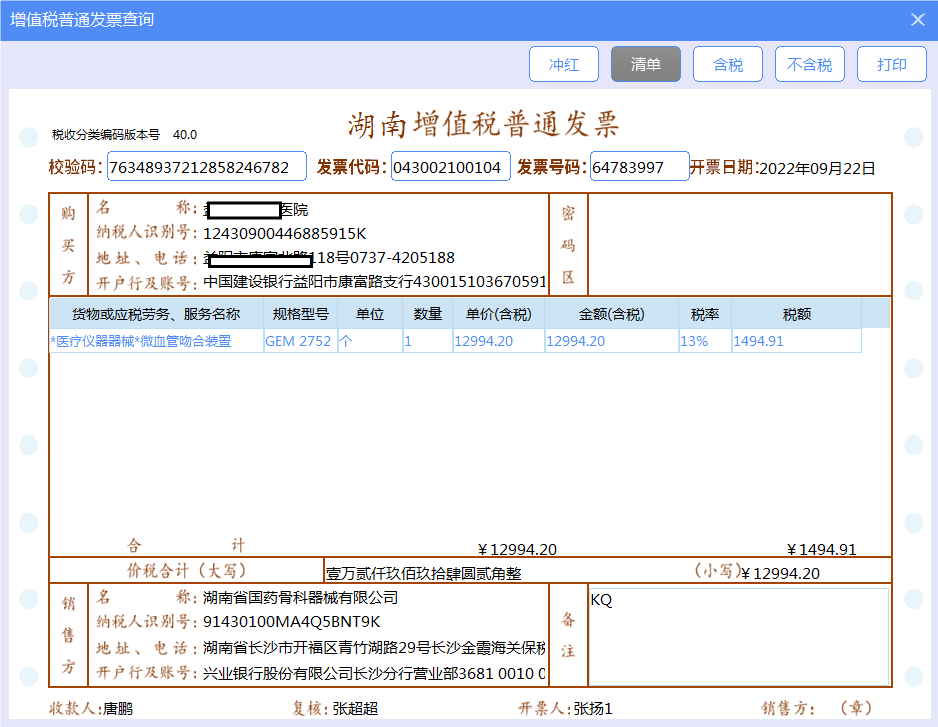 增值税普通发票查询
冲红 清单 含税 不含税 打印
湖南增值税普通发票
税收分类编码版本号 40.0
校验码: 76348937212858246782 发票代码: 043002100104 发票号码: 64783997 开票日期:2022年09月22日
购买方
名 称: 医院
纳税人识别号: 12430900446885915K
地址、电话: 118号0737-4205188
开户行及账号: 中国建设银行益阳市康富路支行430015103670591
密码区
货物或应税劳务、服务名称 规格型号 单位 数量 单价(含税) 金额(含税) 税率 税额
*医疗仪器器械*微血管吻合装置 GEM 2752 个 1 12994.20 12994.20 13% 1494.91
合 计 ¥12994.20 ¥1494.91
价税合计（大写） 壹万贰仟玖佰玖拾肆圆贰角整 （小写）¥12994.20
销售方
名 称: 湖南省国药骨科器械有限公司
纳税人识别号: 91430100MA4Q5BNT9K
地址、电话: 湖南省长沙市开福区青竹湖路29号长沙金霞海关保税
开户行及账号: 兴业银行股份有限公司长沙分行营业部3681 0010 0
备注
KQ
收款人:唐鹏 复核: 张超超 开票人:张扬1 销售方: （章）